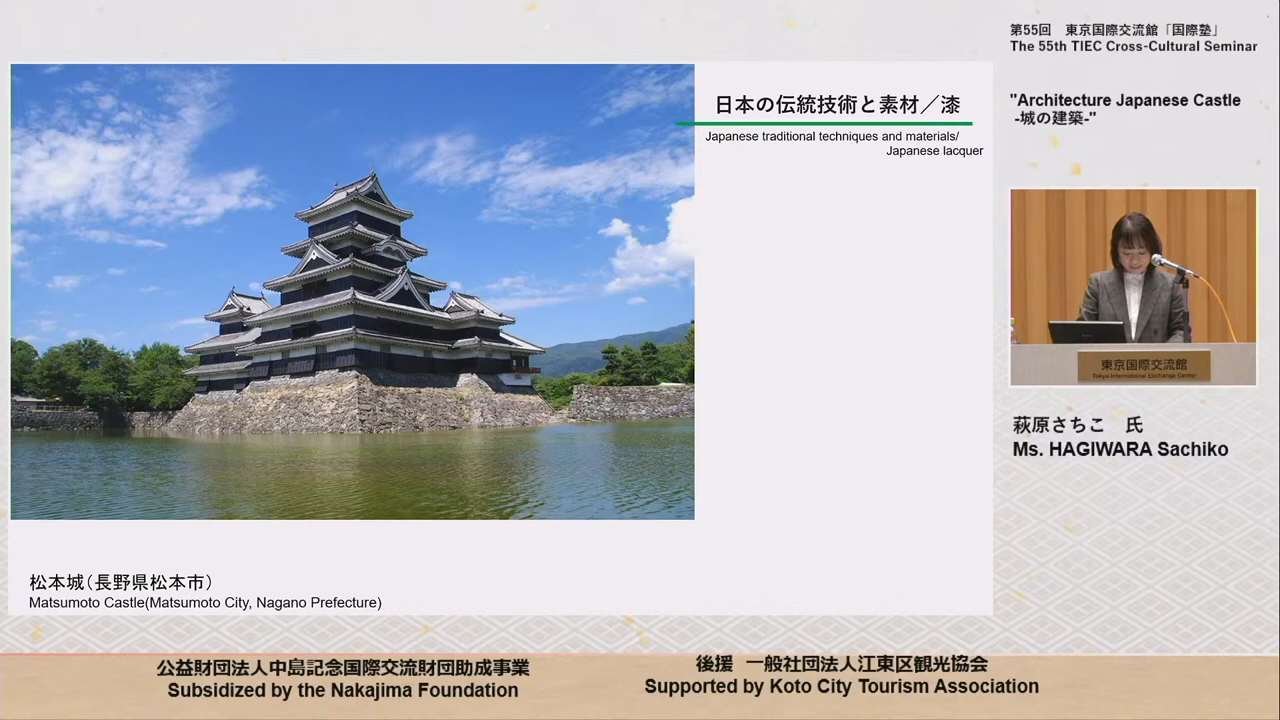 日本の伝統技術と素材／漆
Japanese traditional techniques and materials/
Japanese lacquer
松本城（長野県松本市）
Matsumoto Castle(Matsumoto City, Nagano Prefecture)
第55回　東京国際交流館「国際塾」
The 55th TIEC Cross-Cultural Seminar
"Architecture Japanese Castle
-城の建築-"
東京国際交流館
Tokyo International Exchange Center
萩原さちこ　氏
Ms. HAGIWARA Sachiko
公益財団法人中島記念国際交流財団助成事業
Subsidized by the Nakajima Foundation
後援　一般社団法人江東区観光協会
Supported by Koto City Tourism Association